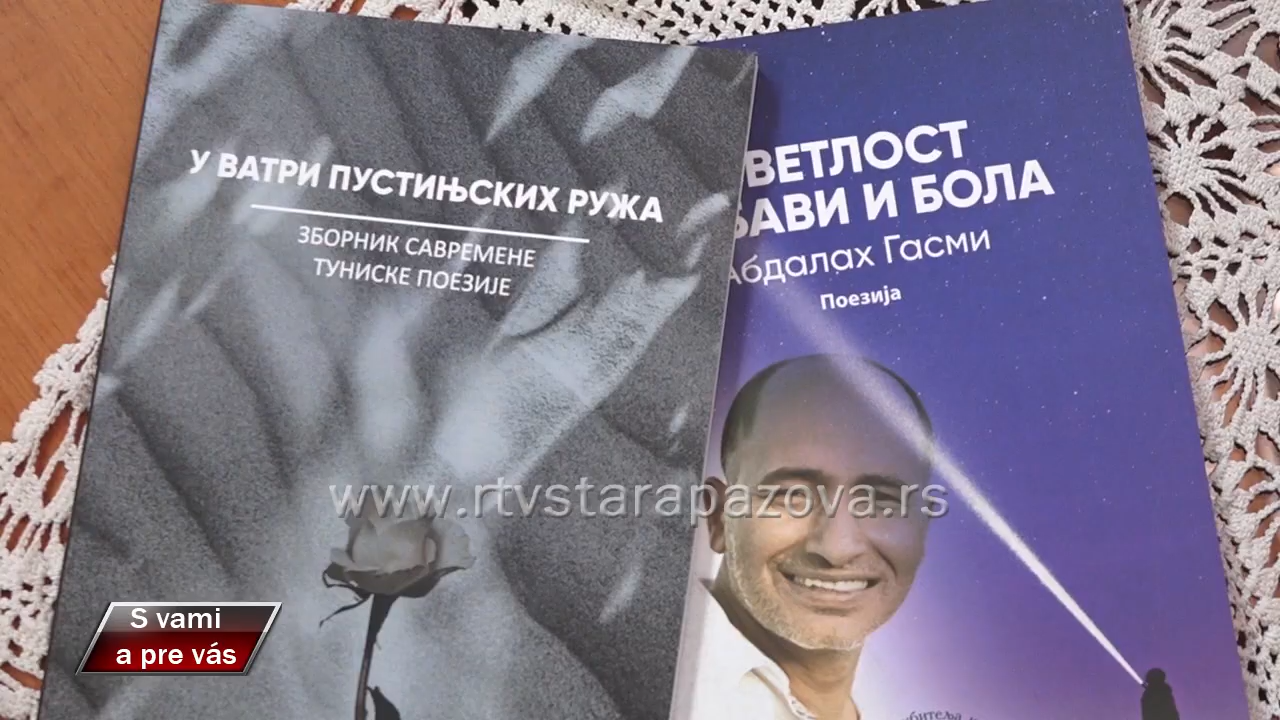 У ВАТРИ ПУСТИЊСКИХ РУЖА
ЗБОРНИК САВРЕМЕНЕ
ТУНИСКЕ ПОЕЗИЈЕ
ВЕТЛОСТ
БАВИ И БОЛА
Абдалах Гасми
Поезија
www.rtvstarapazova.rs
S vami
a pre vás